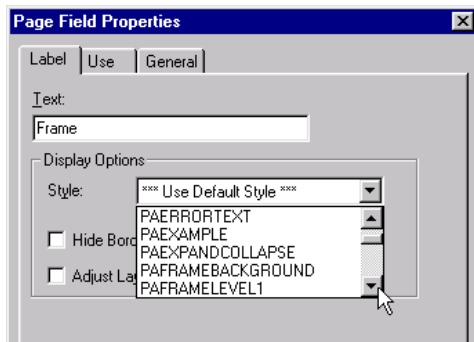 Page Field Properties
Label Use General
Text:
Frame
Display Options
Style: *** Use Default Style ***
PAERRORTEXT
Hide Bord
PAEXAMPLE
PAEXPANDCOLLAPSE
PAFRAMEBACKGROUND
Adjust La
PAFRAMELEVEL1